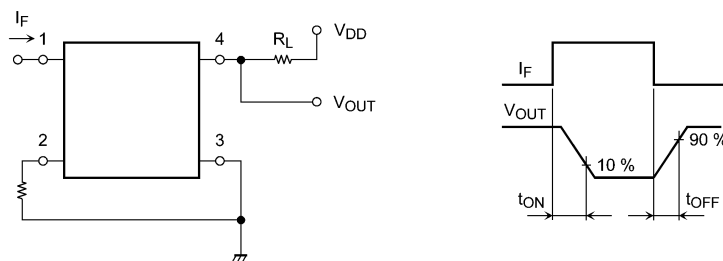 I_F
1
4
R_L
V_DD
V_OUT
2
3
I_F
V_OUT
10 %
90 %
t_ON
t_OFF